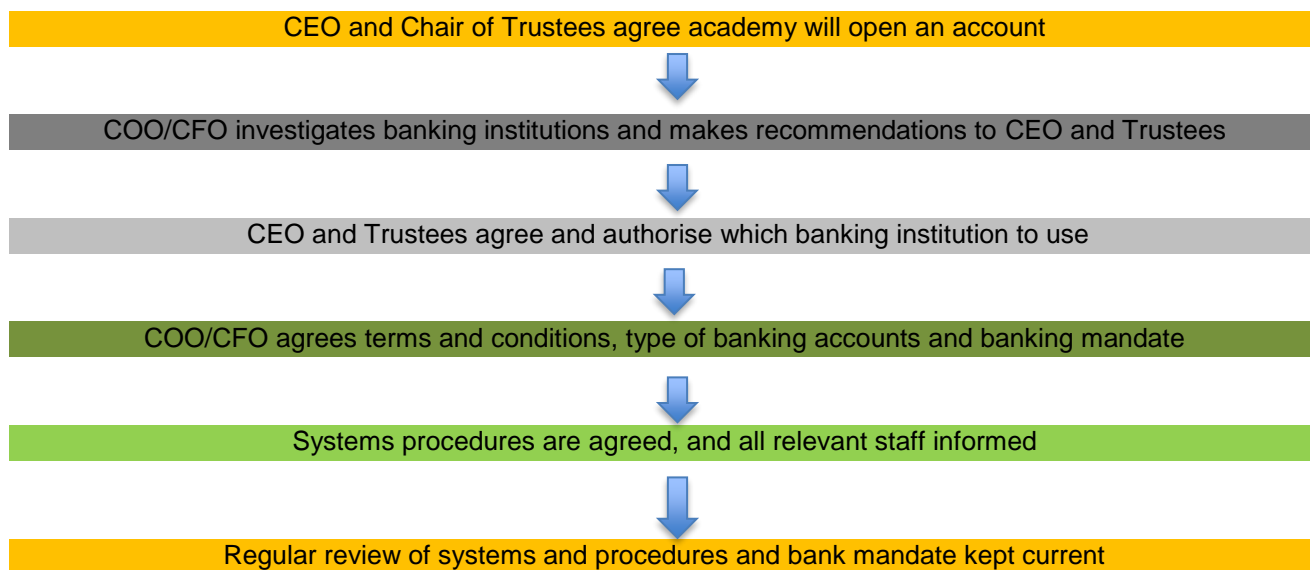 CEO and Chair of Trustees agree academy will open an account
COO/CFO investigates banking institutions and makes recommendations to CEO and Trustees
CEO and Trustees agree and authorise which banking institution to use
COO/CFO agrees terms and conditions, type of banking accounts and banking mandate
Systems procedures are agreed, and all relevant staff informed
Regular review of systems and procedures and bank mandate kept current